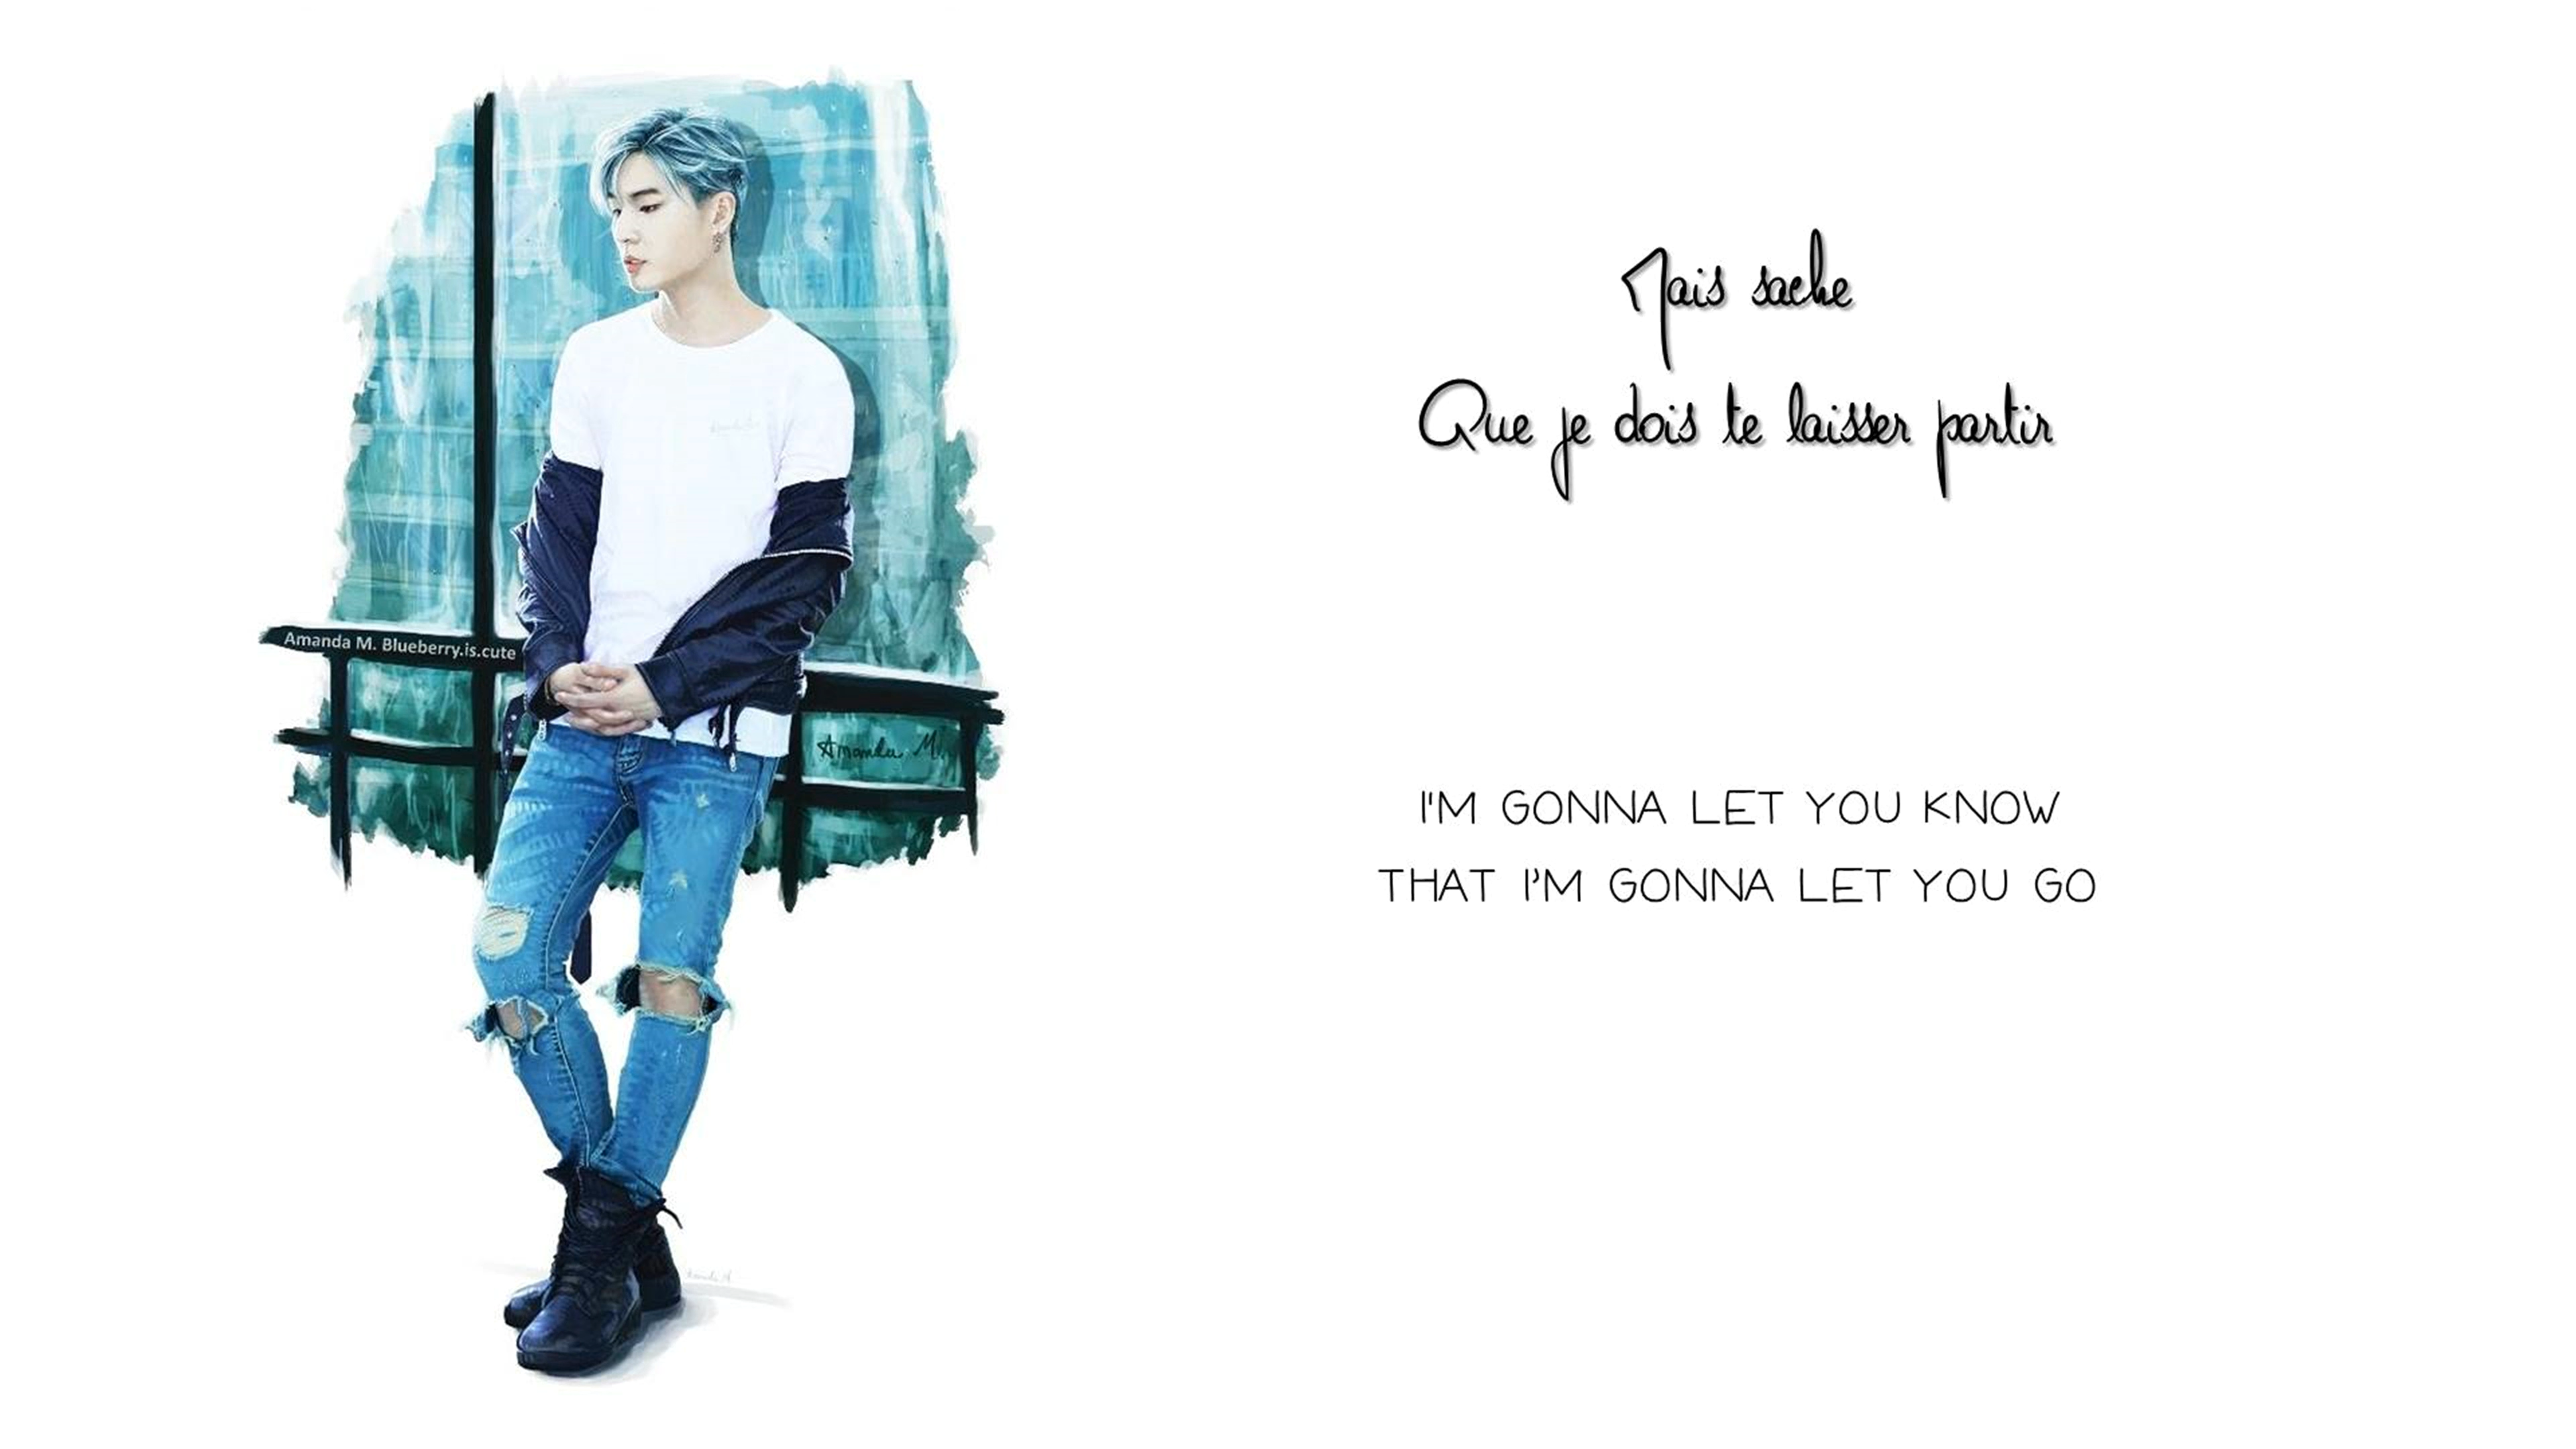 Mais sache
Que je dois te laisser partir
Amanda M. Blueberry.is.cute
Amanda M.
I'M GONNA LET YOU KNOW
THAT I'M GONNA LET YOU GO